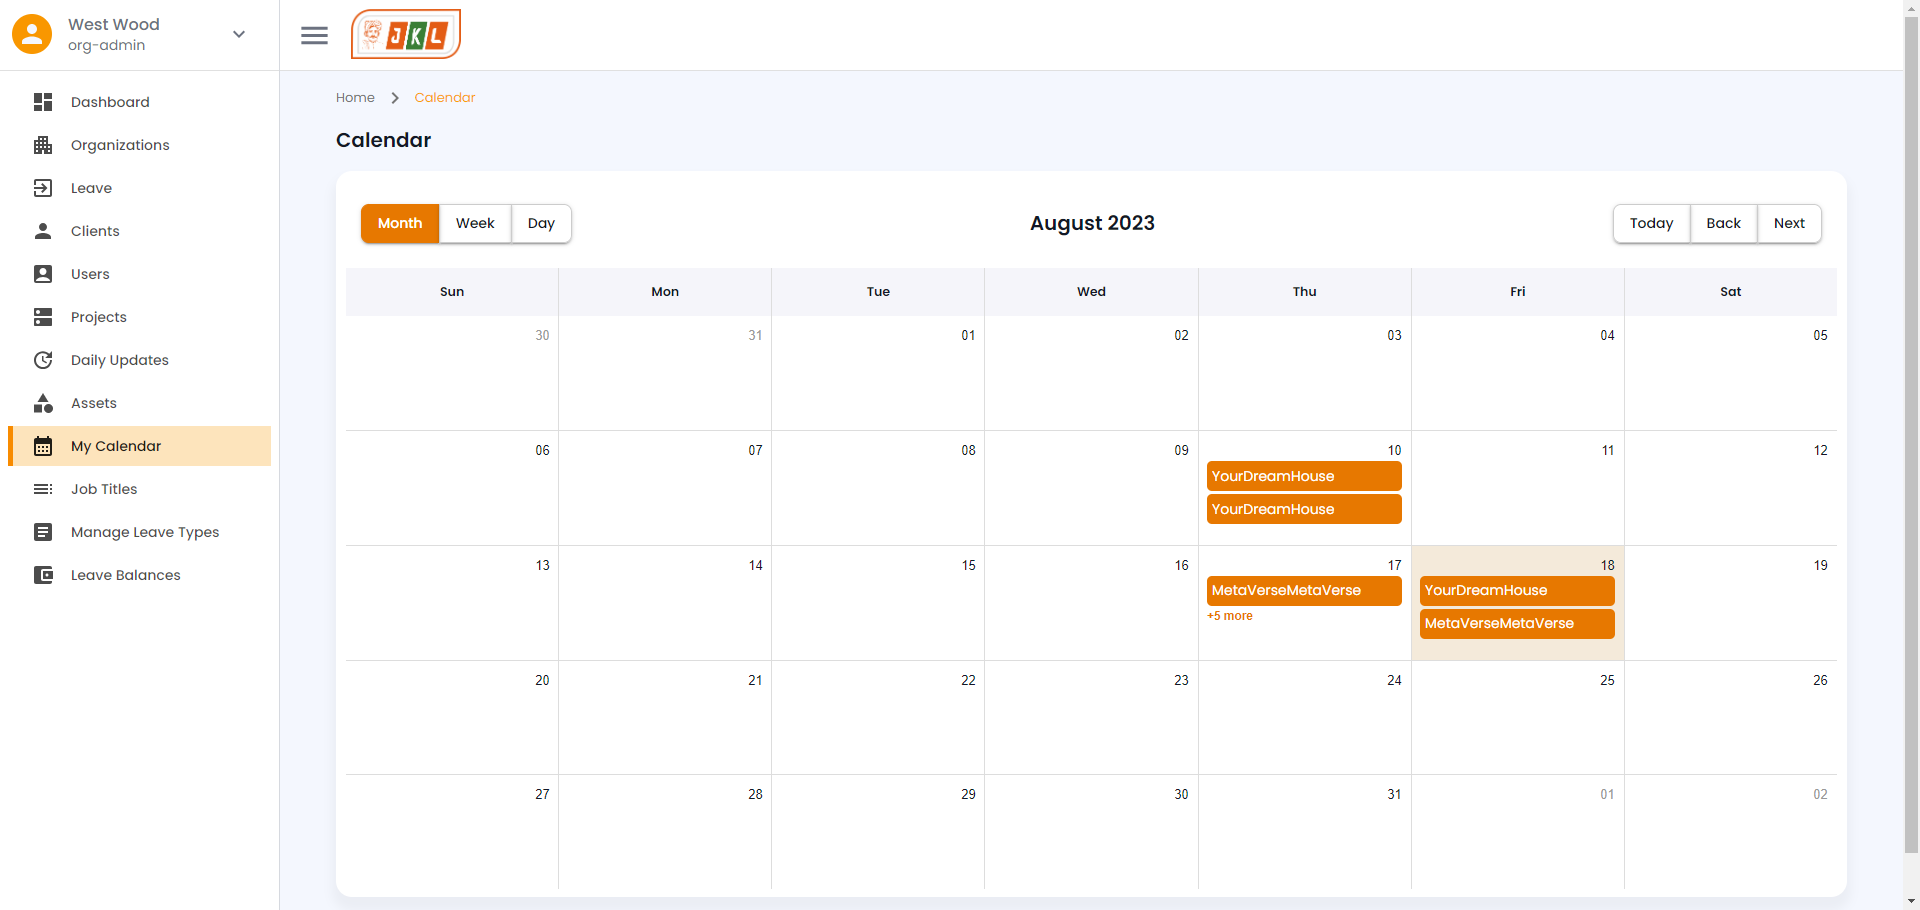 West Wood
org-admin
JKL
Dashboard
Organizations
Leave
Clients
Users
Projects
Daily Updates
Assets
My Calendar
Job Titles
Manage Leave Types
Leave Balances
Home Calendar
Calendar
Month Week Day
August 2023
Today Back Next
Sun Mon Tue Wed Thu Fri Sat
30 31 01 02 03 04 05
06 07 08 09 10 11 12
YourDreamHouse
YourDreamHouse
13 14 15 16 17 18 19
MetaVerseMetaVerse YourDreamHouse
+5 more MetaVerseMetaVerse
20 21 22 23 24 25 26
27 28 29 30 31 01 02